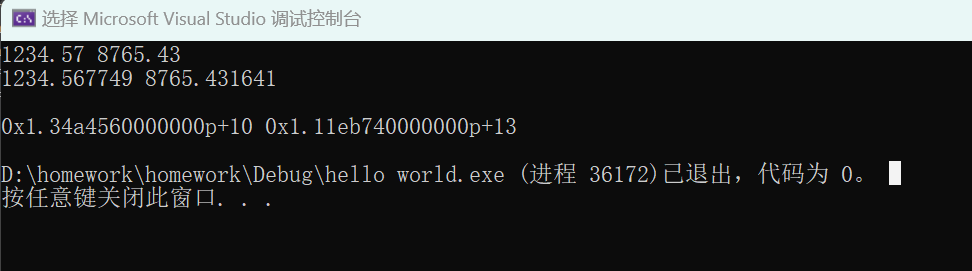 选择 Microsoft Visual Studio 调试控制台
1234.57 8765.43
1234.567749 8765.431641
0x1.34a4560000000p+10 0x1.11eb740000000p+13
D:\homework\homework\Debug\hello world.exe (进程 36172)已退出，代码为 0。
按任意键关闭此窗口. . .